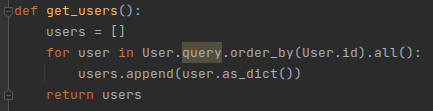 def get_users():
    users = []
    for user in User.query.order_by(User.id).all():
        users.append(user.as_dict())
    return users